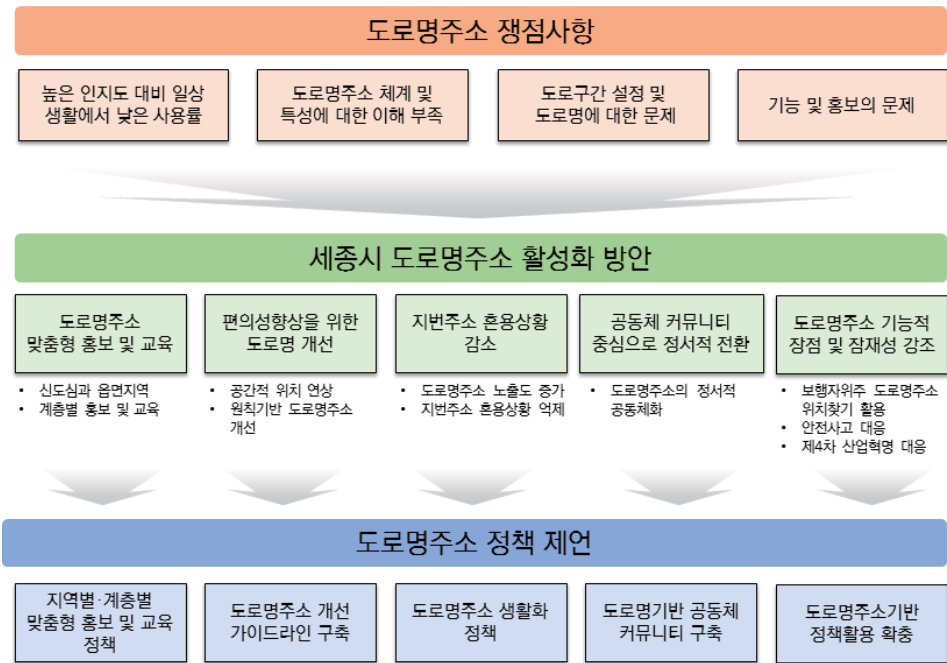 도로명주소 쟁점사항
높은 인지도 대비 일상
생활에서 낮은 사용률
도로명주소 체계 및
특성에 대한 이해 부족
도로구간 설정 및
도로명에 대한 문제
기능 및 홍보의 문제
세종시 도로명주소 활성화 방안
도로명주소
맞춤형 홍보 및 교육
• 신도심과 읍면지역
• 계층별 홍보 및 교육
편의성향상을 위한
도로명 개선
• 공간적 위치 연상
• 원칙기반 도로명주소
개선
지번주소 혼용상황
감소
• 도로명주소 노출도 증가
• 지번주소 혼용상황 억제
공동체 커뮤니티
중심으로 정서적 전환
• 도로명주소의 정서적
공동체화
도로명주소 기능적
장점 및 잠재성 강조
• 보행자위주 도로명주소
위치찾기 활용
• 안전사고 대응
• 제4차 산업혁명 대응
도로명주소 정책 제언
지역별·계층별
맞춤형 홍보 및 교육
정책
도로명주소 개선
가이드라인 구축
도로명주소 생활화
정책
도로명기반 공동체
커뮤니티 구축
도로명주소기반
정책활용 확충